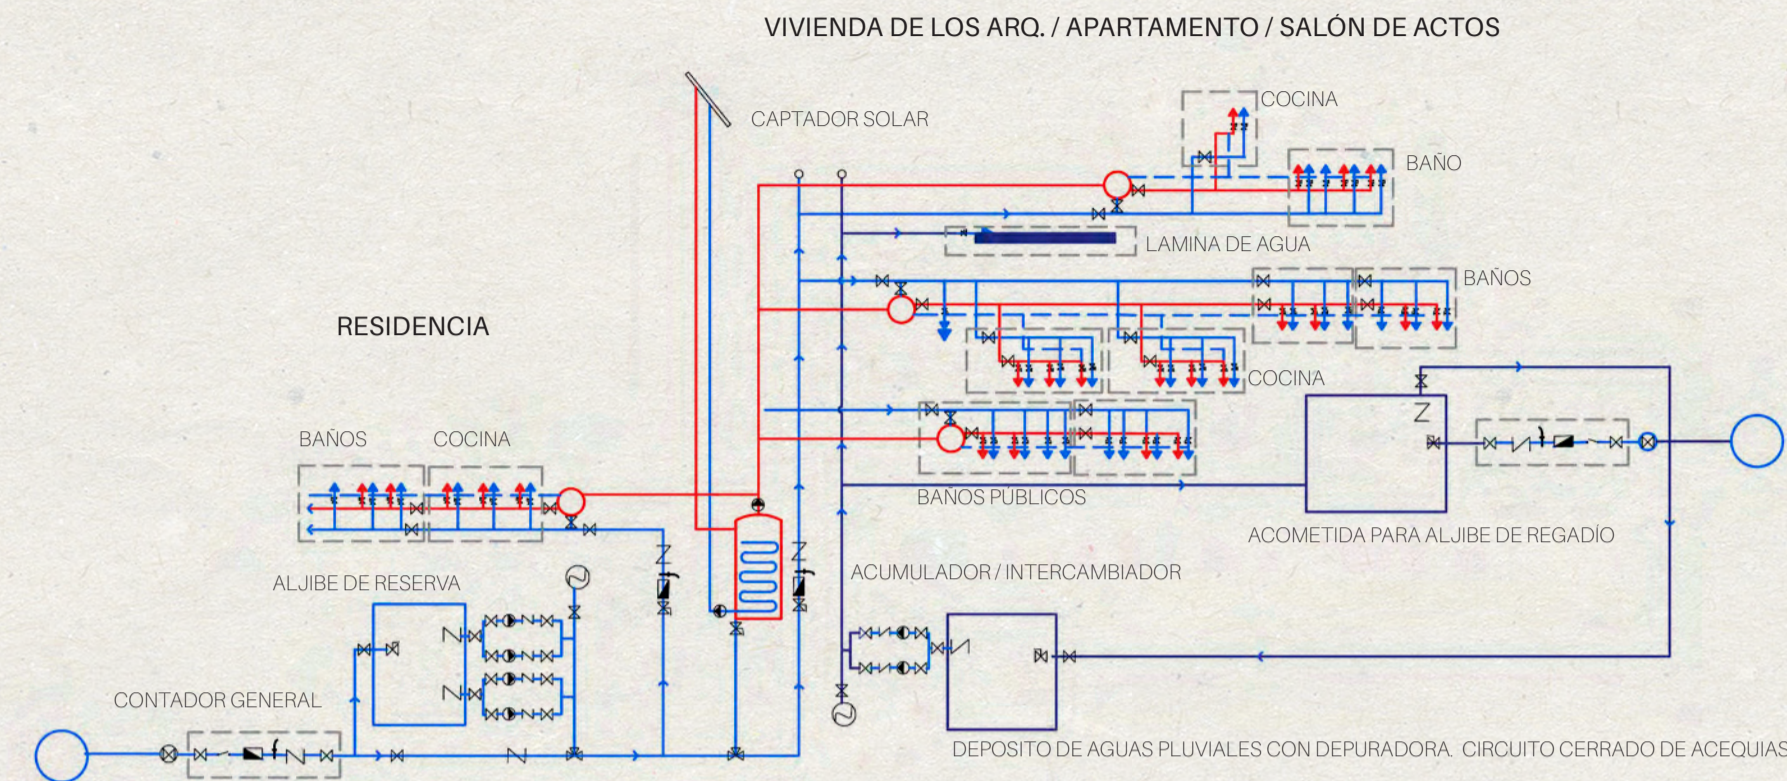 VIVIENDA DE LOS ARQ. / APARTAMENTO / SALÓN DE ACTOS
COCINA
CAPTADOR SOLAR
BAÑO
LAMINA DE AGUA
BAÑOS
RESIDENCIA
COCINA
BAÑOS
COCINA
BAÑOS PÚBLICOS
ACOMETIDA PARA ALJIBE DE REGADÍO
ALJIBE DE RESERVA
ACUMULADOR / INTERCAMBIADOR
CONTADOR GENERAL
DEPOSITO DE AGUAS PLUVIALES CON DEPURADORA. CIRCUITO CERRADO DE ACEQUIAS